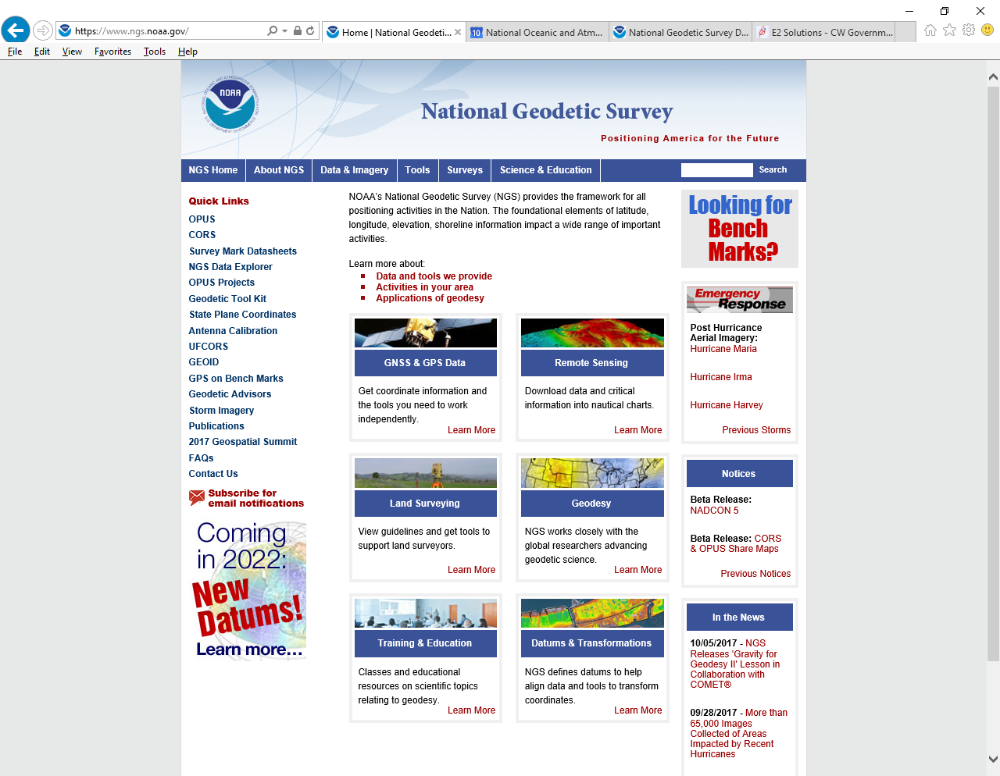 https://www.ngs.noaa.gov/
Home | National Geodeti...
National Oceanic and Atm...
National Geodetic Survey D...
E2 Solutions - CW Governm...
File Edit View Favorites Tools Help
NOAA
National Geodetic Survey
Positioning America for the Future
NGS Home About NGS Data & Imagery Tools Surveys Science & Education Search
Quick Links
OPUS
CORS
Survey Mark Datasheets
NGS Data Explorer
OPUS Projects
Geodetic Tool Kit
State Plane Coordinates
Antenna Calibration
UFCORS
GEOID
GPS on Bench Marks
Geodetic Advisors
Storm Imagery
Publications
2017 Geospatial Summit
FAQs
Contact Us
Subscribe for
email notifications
Coming
in 2022:
New
Datums!
Learn more...
NOAA's National Geodetic Survey (NGS) provides the framework for all
positioning activities in the Nation. The foundational elements of latitude,
longitude, elevation, shoreline information impact a wide range of important
activities.
Learn more about:
Data and tools we provide
Activities in your area
Applications of geodesy
GNSS & GPS Data
Get coordinate information and
the tools you need to work
independently.
Learn More
Remote Sensing
Download data and critical
information into nautical charts.
Learn More
Land Surveying
View guidelines and get tools to
support land surveyors.
Learn More
Geodesy
NGS works closely with the
global researchers advancing
geodetic science.
Learn More
Training & Education
Classes and educational
resources on scientific topics
relating to geodesy.
Learn More
Datums & Transformations
NGS defines datums to help
align data and tools to transform
coordinates.
Learn More
Looking for
Bench
Marks?
Emergency
Response
Post Hurricance
Aerial Imagery:
Hurricane Maria
Hurricane Irma
Hurricane Harvey
Previous Storms
Notices
Beta Release:
NADCON 5
Beta Release: CORS
& OPUS Share Maps
Previous Notices
In the News
10/05/2017 - NGS
Releases 'Gravity for
Geodesy II' Lesson in
Collaboration with
COMET®
09/28/2017 - More than
65,000 Images
Collected of Areas
Impacted by Recent
Hurricanes